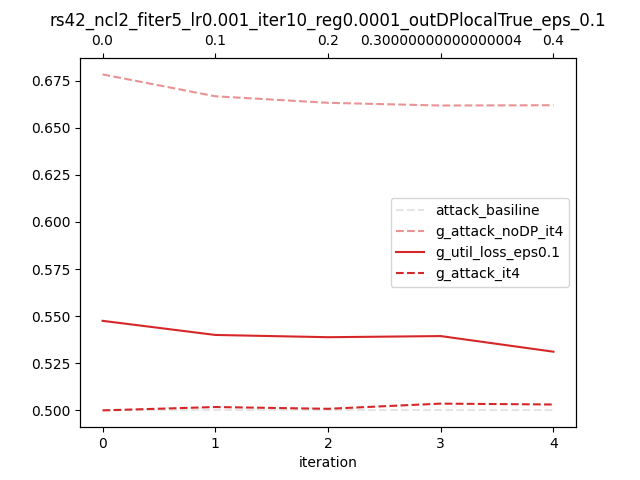 rs42_ncl2_fiter5_lr0.001_iter10_reg0.0001_outDPlocalTrue_eps_0.1
0.0 0.1 0.2 0.30000000000000004 0.4
0.675
0.650
0.625
0.600
0.575
0.550
0.525
0.500
attack_basiline
g_attack_noDP_it4
g_util_loss_eps0.1
g_attack_it4
0 1 2 3 4
iteration